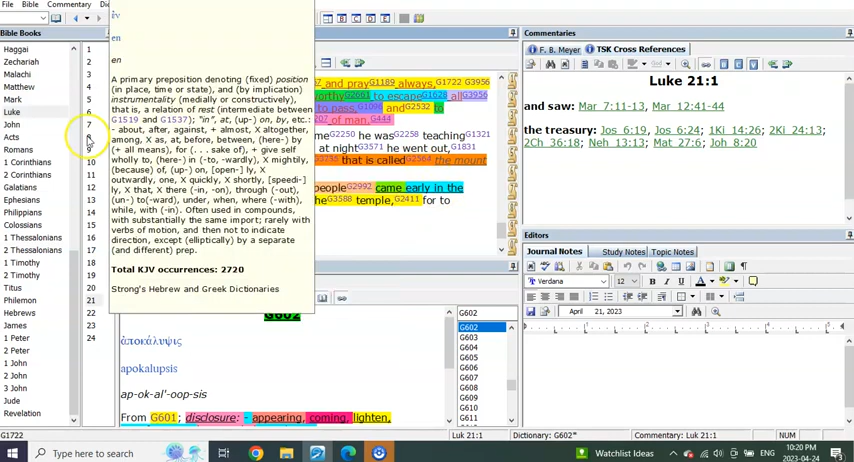 File View Bible Commentary
Bible Books
Haggai
Zechariah
Malachi
Matthew
Mark
Luke
John
Acts
Romans
1 Corinthians
2 Corinthians
Galatians
Ephesians
Philippians
Colossians
1 Thessalonians
2 Thessalonians
1 Timothy
2 Timothy
Titus
Philemon
Hebrews
James
1 Peter
2 Peter
1 John
2 John
3 John
Jude
Revelation
1
2
3
4
5
6
7
8
9
10
11
12
13
14
15
16
17
18
19
20
21
22
23
24
ἐν
en
en
A primary preposition denoting (fixed) position
(in place, time or state), and (by implication)
instrumentality (medially or constructively),
that is, a relation of rest (intermediate between
G1519 and G1537); "in", at, (up-) on, by, etc.:
- about, after, against, + almost, X altogether,
among, X as, at, before, between, (here-) by
(+ all means), for (. . . sake of), + give self
wholly to, (here-) in (-to, -wardly), X mightily,
(because) of, (up-) on, [open-] ly, X
outwardly, one, X quickly, X shortly, [speedi-]
ly, X that, X there (-in, -on), through (-out),
(un-) to(-ward), under, when, where (-with),
while, with (-in). Often used in compounds,
with substantially the same import; rarely with
verbs of motion, and then not to indicate
direction, except (elliptically) by a separate
(and different) prep.
Total KJV occurrences: 2720
Strong's Hebrew and Greek Dictionaries
B C D E
and pray G1189 always, G1722 G3956
worthy G2661 to escape G1628 all
to pass, G1096 and G2532 to
of man. G444
me G2250 he was teaching G1321
at night G3571 he went out, G1831
that is called G2564 the mount
people G2992 came early in the
he G3588 temple, G2411 for to
G602
ἀποκάλυψις
apokalupsis
ap-ok-al'-oop-sis
From G601; disclosure: - appearing, coming, lighten,
G602
G602
G603
G604
G605
G606
G607
G608
G609
G610
G611
Commentaries
F. B. Meyer TSK Cross References
Luke 21:1
and saw: Mar 7:11-13, Mar 12:41-44
the treasury: Jos 6:19, Jos 6:24; 1Ki 14:26; 2Ki 24:13;
2Ch 36:18; Neh 13:13; Mat 27:6; Joh 8:20
Editors
Journal Notes Study Notes Topic Notes
Verdana 12 B I U A
April 21, 2023
1 2 3 4 5
G1722 Luk 21:1 Dictionary: G602* Commentary: Luk 21:1 NUM
Type here to search
Watchlist Ideas
ENG
10:20 PM
2023-04-24
3